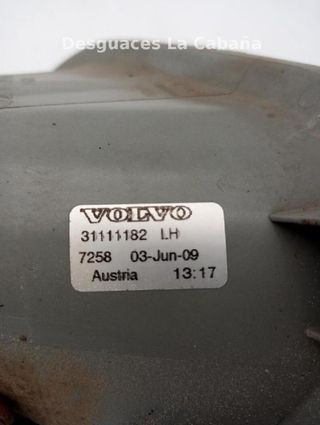 Desguaces La Cabaña
VOLVO
31111182 LH
7258 03-Jun-09
Austria 13:17